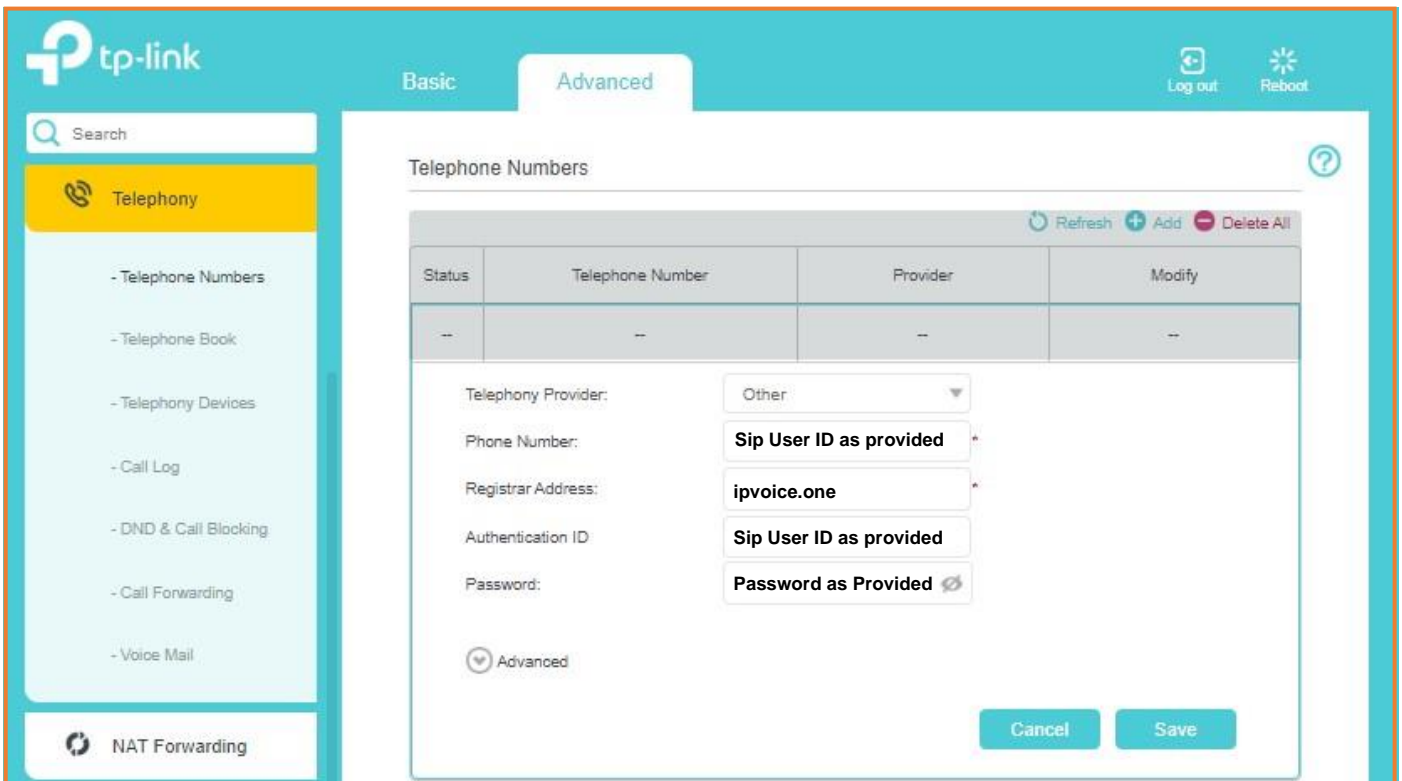 tp-link
Basic
Advanced
Log out
Reboot
Search
Telephony
- Telephone Numbers
- Telephone Book
- Telephony Devices
- Call Log
- DND & Call Blocking
- Call Forwarding
- Voice Mail
NAT Forwarding
Telephone Numbers
?
Refresh Add Delete All
Status Telephone Number Provider Modify
-- -- -- --
Telephony Provider: Other
Phone Number: Sip User ID as provided *
Registrar Address: ipvoice.one *
Authentication ID Sip User ID as provided
Password: Password as Provided
Advanced
Cancel Save